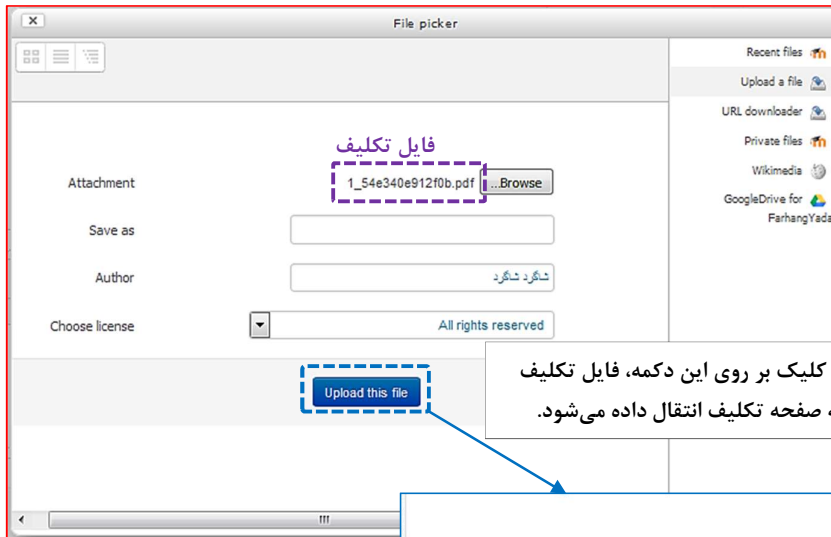 File picker
Recent files
Upload a file
URL downloader
Private files
Wikimedia
GoogleDrive for
FarhangYada
فایل تکلیف
Attachment
1_54e340e912f0b.pdf
...Browse
Save as
Author
شاگرد شاگرد
Choose license
All rights reserved
Upload this file
کلیک بر روی این دکمه، فایل تکلیف
صفحه تکلیف انتقال داده می‌شود.